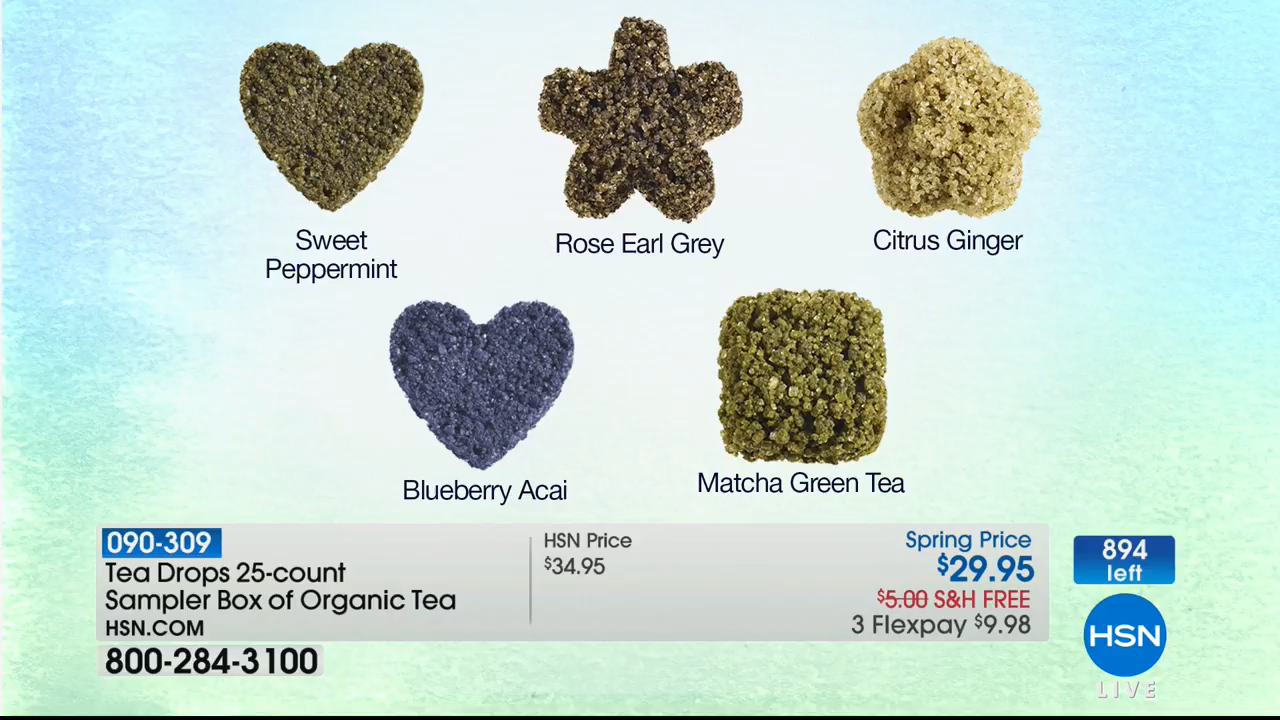 Sweet
Peppermint
Rose Earl Grey
Citrus Ginger
Blueberry Acai
Matcha Green Tea
090-309
Tea Drops 25-count
Sampler Box of Organic Tea
HSN.COM
800-284-3100
HSN Price
$34.95
Spring Price
$29.95
$5.00 S&H FREE
3 Flexpay $9.98
894
left
HSN
LIVE